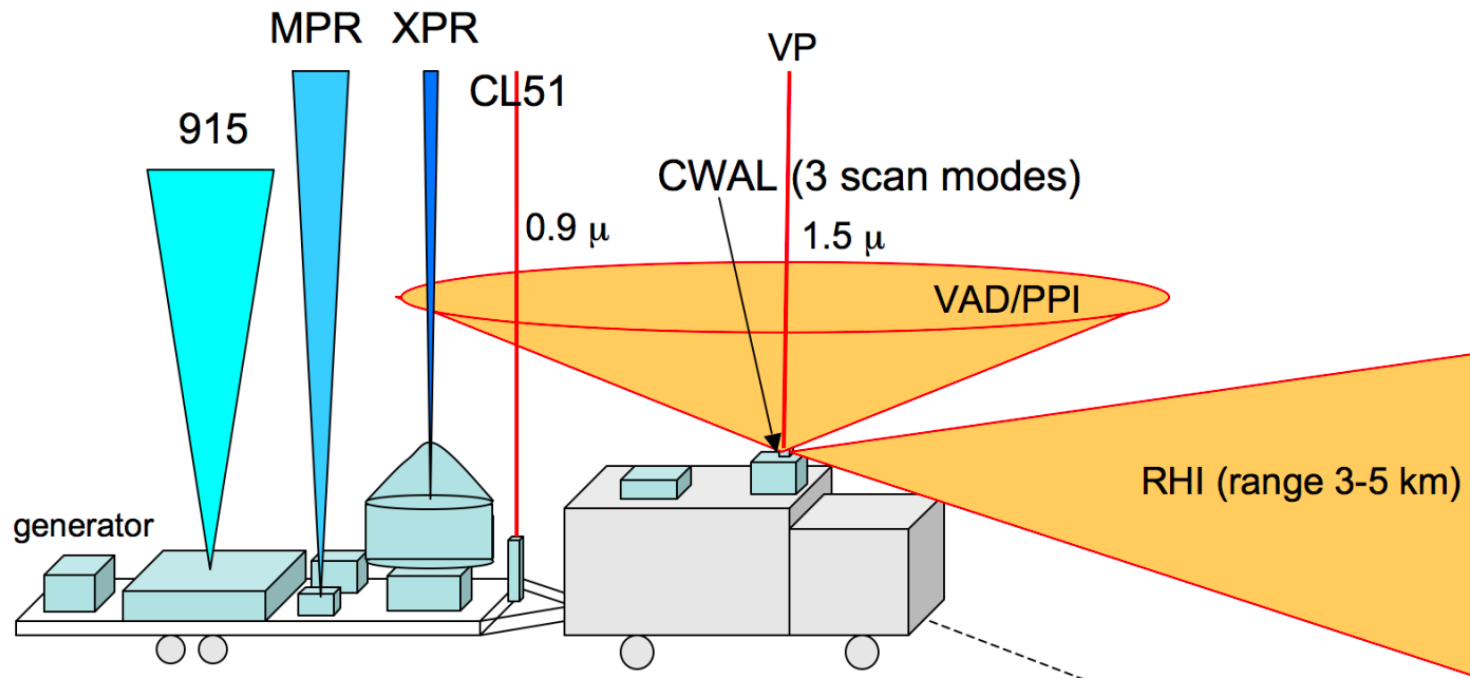 MPR XPR
VP
CL51
915
CWAL (3 scan modes)
0.9 μ
1.5 μ
VAD/PPI
RHI (range 3-5 km)
generator